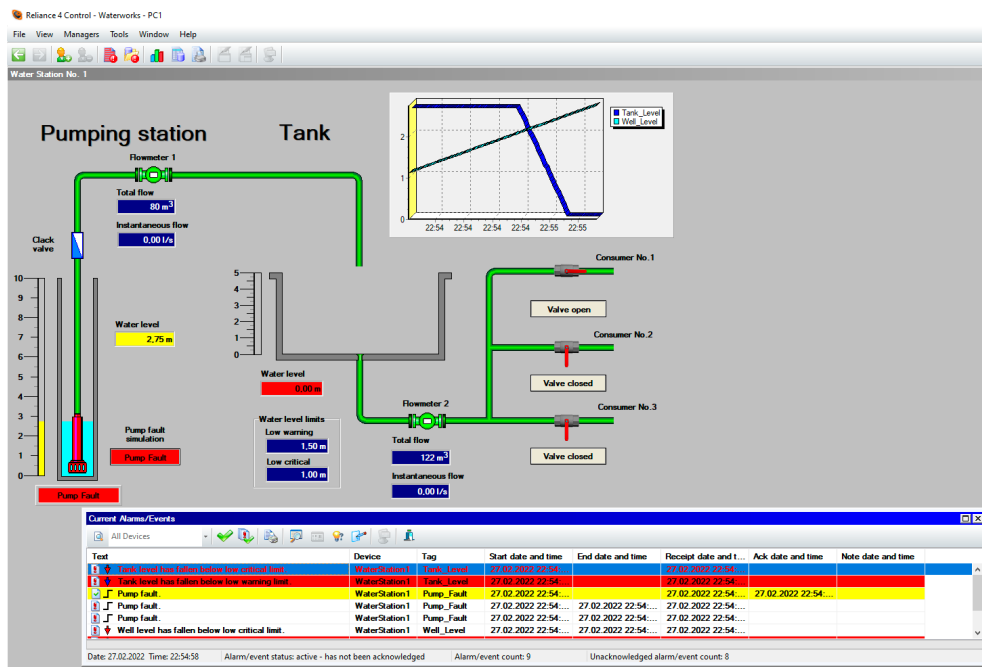 Reliance 4 Control - Waterworks - PC1
File View Managers Tools Window Help
Water Station No. 1
Pumping station
Tank
Tank_Level
Well_Level
2
1
0
22:54 22:54 22:54 22:54 22:55 22:55
Flowmeter 1
Total flow
80 m3
Instantaneous flow
0,00 l/s
Clack
valve
10
9
8
7
6
5
4
3
2
1
0
Water level
2,75 m
Pump fault
simulation
Pump Fault
Pump Fault
5
4
3
2
1
0
Water level
0,00 m
Water level limits
Low warning
1,50 m
Low critical
1,00 m
Flowmeter 2
Total flow
122 m3
Instantaneous flow
0,00 l/s
Consumer No.1
Valve open
Consumer No.2
Valve closed
Consumer No.3
Valve closed
Current Alarms/Events
All Devices
Text Device Tag Start date and time End date and time Receipt date and t... Ack date and time Note date and time
Tank level has fallen below low critical limit. WaterStation1 Tank_Level 27.02.2022 22:54:... 27.02.2022 22:54:...
Tank level has fallen below low warning limit. WaterStation1 Tank_Level 27.02.2022 22:54:... 27.02.2022 22:54:...
Pump fault. WaterStation1 Pump_Fault 27.02.2022 22:54:... 27.02.2022 22:54:... 27.02.2022 22:54:...
Pump fault. WaterStation1 Pump_Fault 27.02.2022 22:54:... 27.02.2022 22:54:... 27.02.2022 22:54:...
Pump fault. WaterStation1 Pump_Fault 27.02.2022 22:54:... 27.02.2022 22:54:... 27.02.2022 22:54:...
Well level has fallen below low critical limit. WaterStation1 Well_Level 27.02.2022 22:54:... 27.02.2022 22:54:... 27.02.2022 22:54:...
Date: 27.02.2022 Time: 22:54:58 Alarm/event status: active - has not been acknowledged Alarm/event count: 9 Unacknowledged alarm/event count: 8